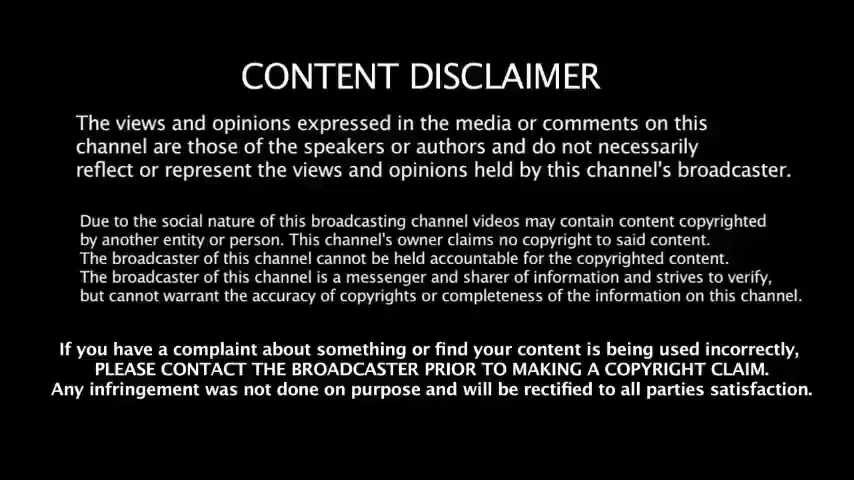 CONTENT DISCLAIMER
The views and opinions expressed in the media or comments on this
channel are those of the speakers or authors and do not necessarily
reflect or represent the views and opinions held by this channel's broadcaster.
Due to the social nature of this broadcasting channel videos may contain content copyrighted
by another entity or person. This channel's owner claims no copyright to said content.
The broadcaster of this channel cannot be held accountable for the copyrighted content.
The broadcaster of this channel is a messenger and sharer of information and strives to verify,
but cannot warrant the accuracy of copyrights or completeness of the information on this channel.
If you have a complaint about something or find your content is being used incorrectly,
PLEASE CONTACT THE BROADCASTER PRIOR TO MAKING A COPYRIGHT CLAIM.
Any infringement was not done on purpose and will be rectified to all parties satisfaction.